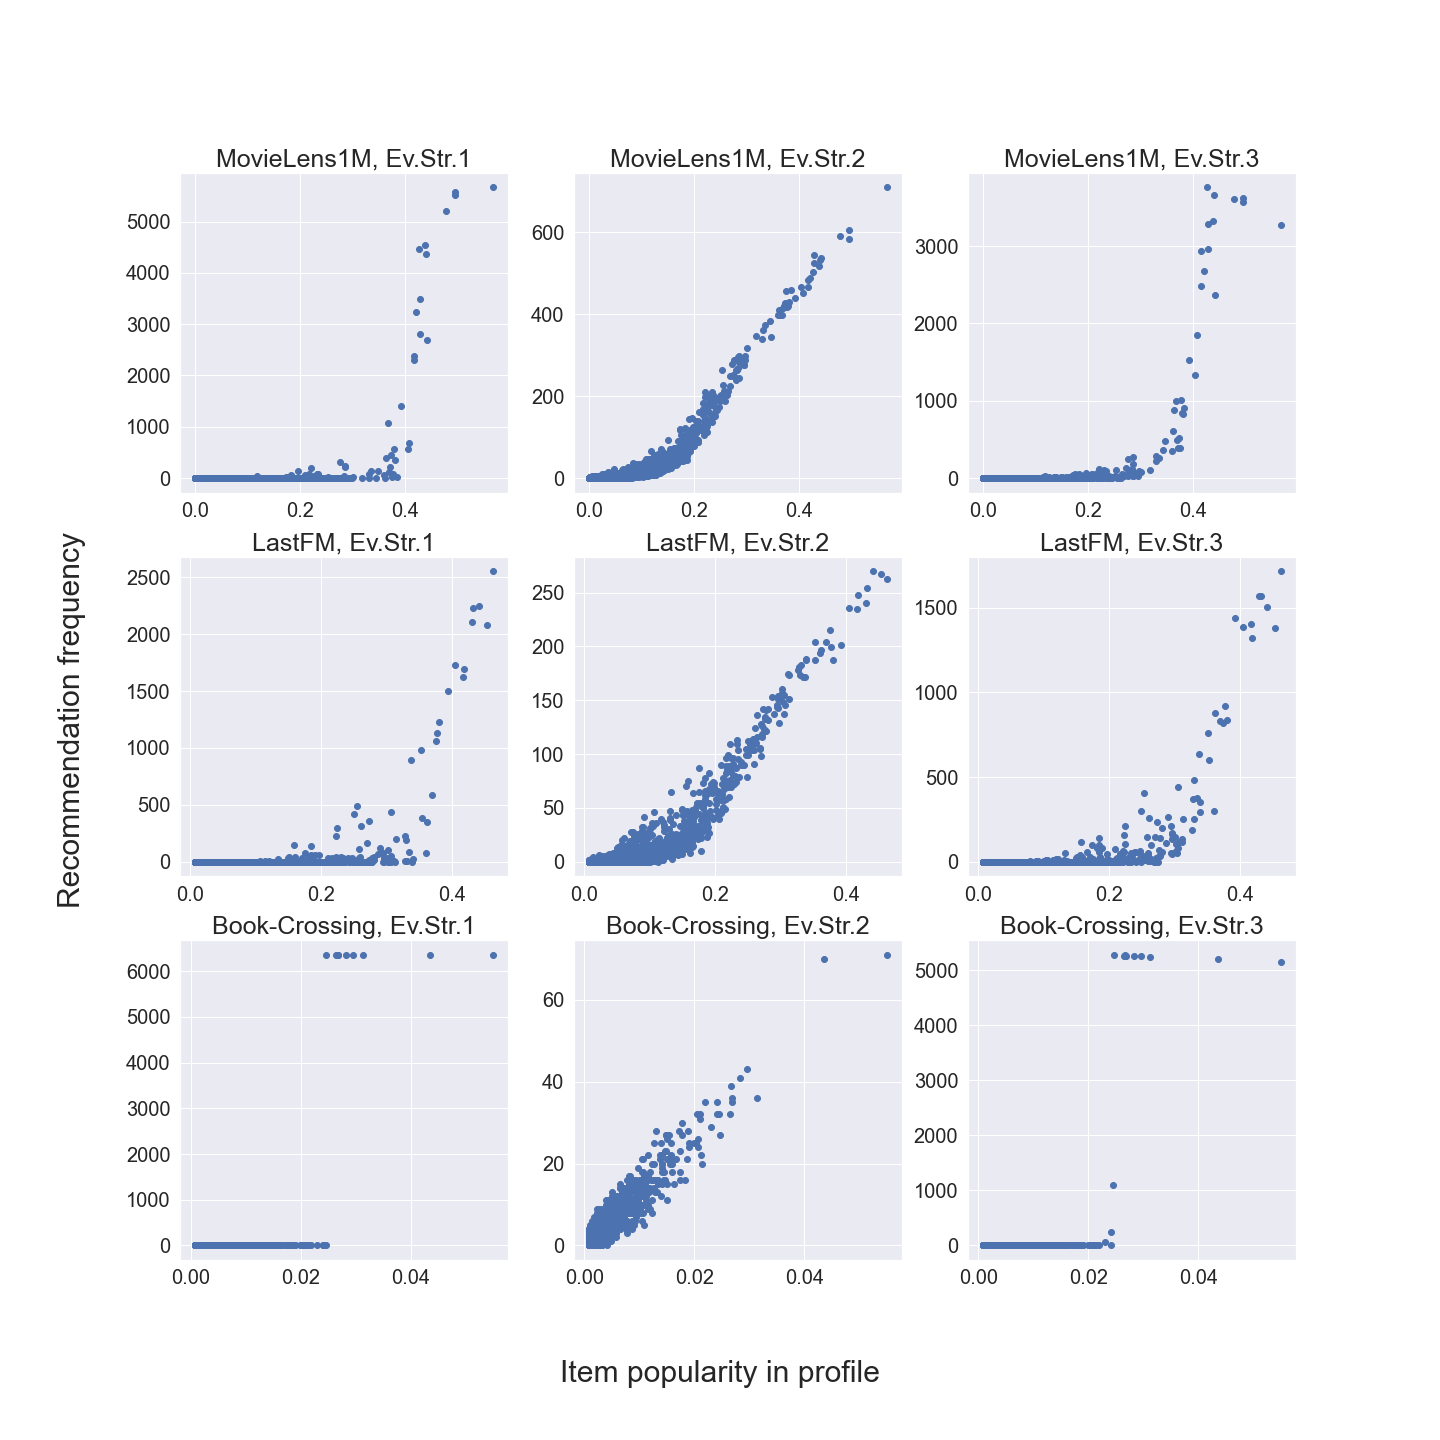 MovieLens1M, Ev.Str.1
MovieLens1M, Ev.Str.2
MovieLens1M, Ev.Str.3
5000
4000
3000
2000
1000
0
0.0 0.2 0.4
600
400
200
0
0.0 0.2 0.4
3000
2000
1000
0
0.0 0.2 0.4
LastFM, Ev.Str.1
LastFM, Ev.Str.2
LastFM, Ev.Str.3
2500
2000
1500
1000
500
0
0.0 0.2 0.4
250
200
150
100
50
0
0.0 0.2 0.4
1500
1000
500
0
0.0 0.2 0.4
Book-Crossing, Ev.Str.1
Book-Crossing, Ev.Str.2
Book-Crossing, Ev.Str.3
6000
5000
4000
3000
2000
1000
0
0.00 0.02 0.04
60
40
20
0
0.00 0.02 0.04
5000
4000
3000
2000
1000
0
0.00 0.02 0.04
Recommendation frequency
Item popularity in profile